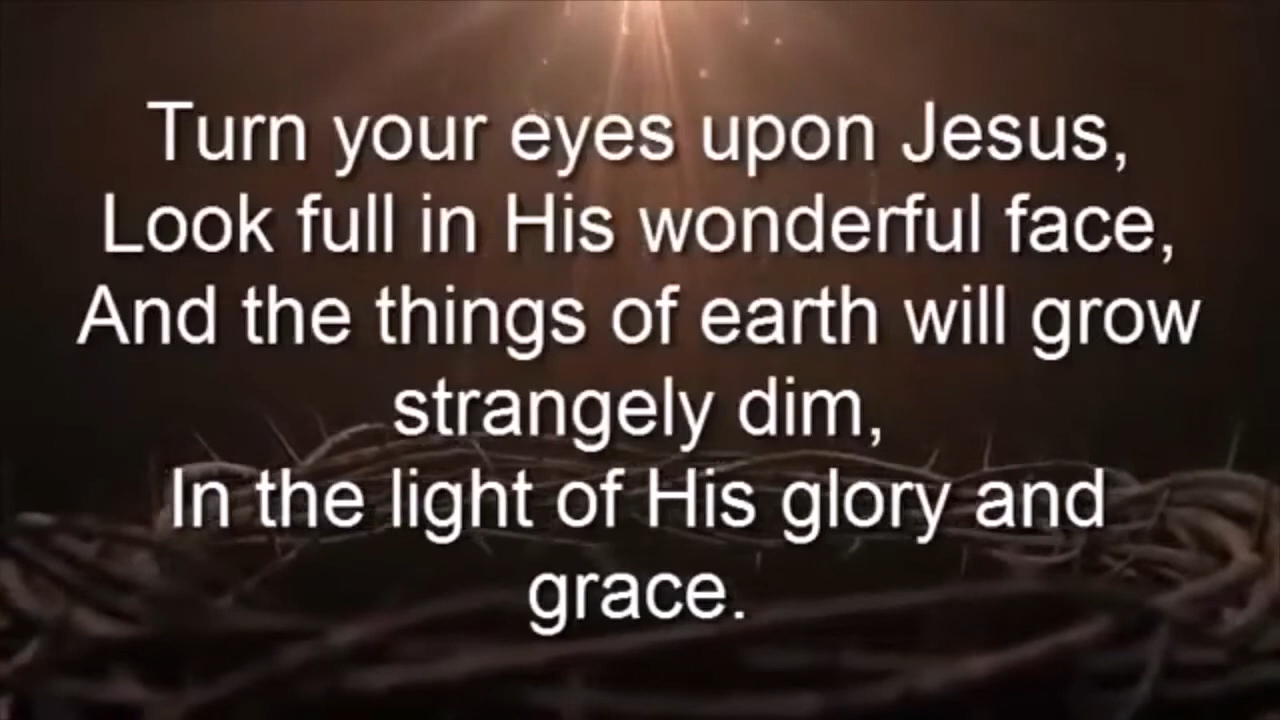 Turn your eyes upon Jesus,
Look full in His wonderful face,
And the things of earth will grow
strangely dim,
In the light of His glory and
grace.